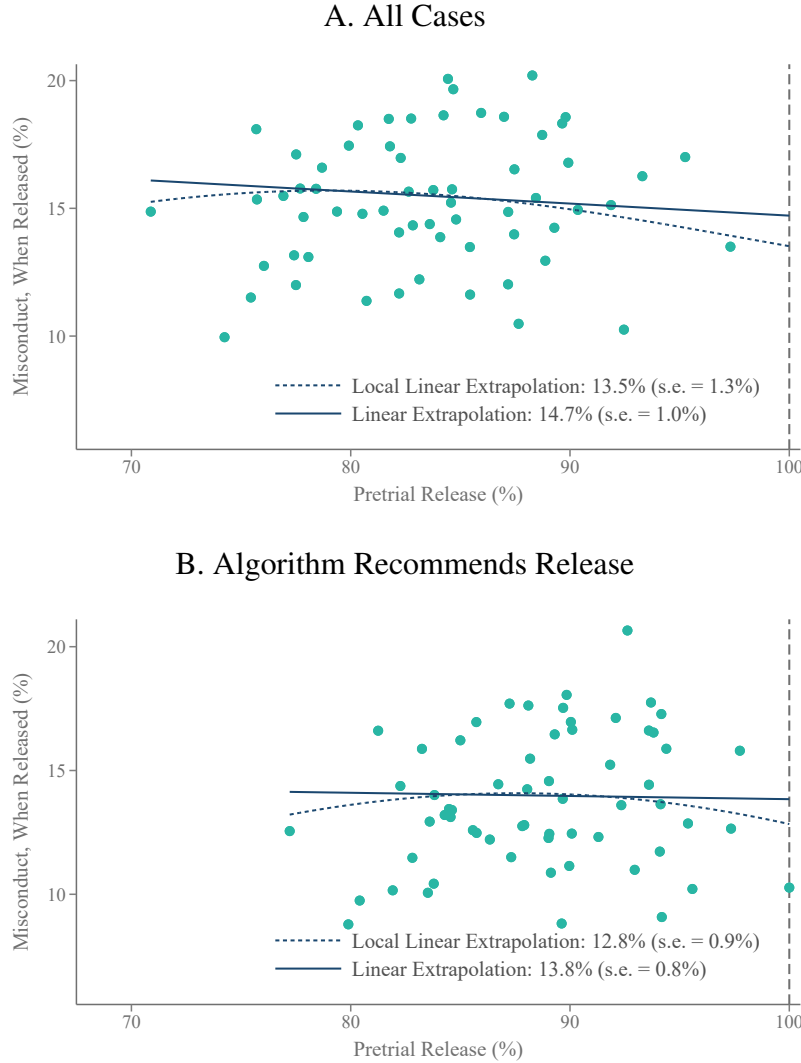 A. All Cases
20
15
10
Misconduct, When Released (%)
Local Linear Extrapolation: 13.5% (s.e. = 1.3%)
Linear Extrapolation: 14.7% (s.e. = 1.0%)
70 80 90 100
Pretrial Release (%)
B. Algorithm Recommends Release
20
15
10
Misconduct, When Released (%)
Local Linear Extrapolation: 12.8% (s.e. = 0.9%)
Linear Extrapolation: 13.8% (s.e. = 0.8%)
70 80 90 100
Pretrial Release (%)